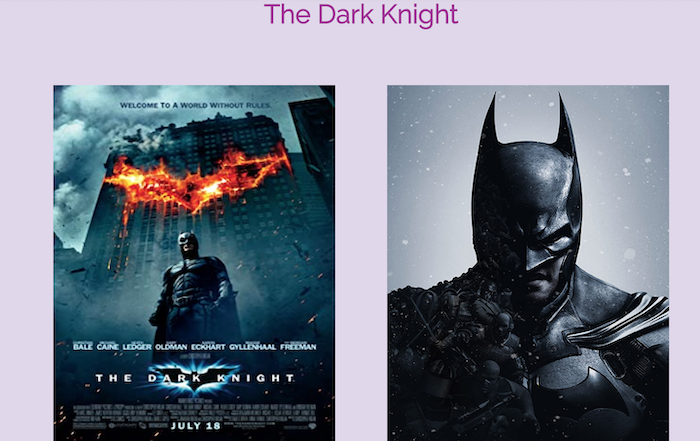 The Dark Knight
WELCOME TO A WORLD WITHOUT RULES.
BALE CAINE LEDGER OLDMAN ECKHART GYLLENHAAL FREEMAN
THE DARK KNIGHT
JULY 18